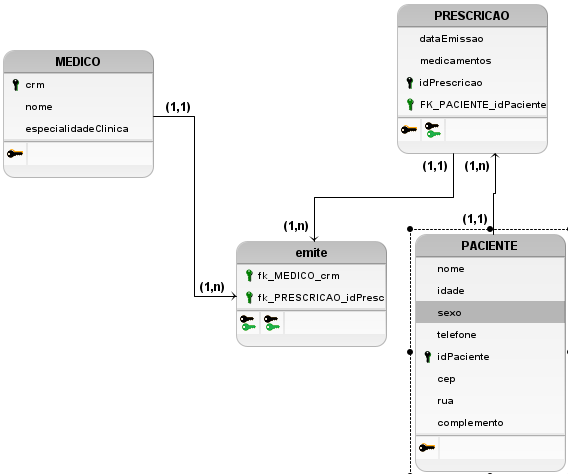 MEDICO
crm
nome
especialidadeClinica
(1,1)
(1,n)
PRESCRICAO
dataEmissao
medicamentos
idPrescricao
FK_PACIENTE_idPaciente
(1,1)
(1,n)
(1,n)
(1,1)
emite
fk_MEDICO_crm
fk_PRESCRICAO_idPresc
PACIENTE
nome
idade
sexo
telefone
idPaciente
cep
rua
complemento